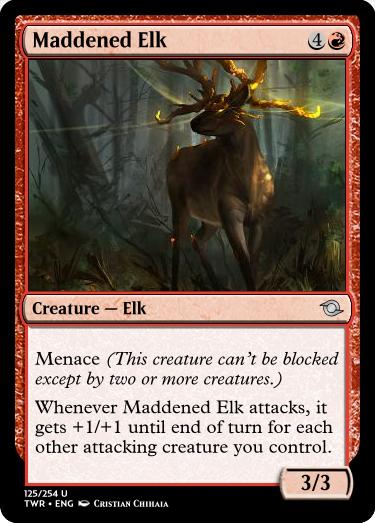 Maddened Elk 4
Creature — Elk
Menace (This creature can't be blocked
except by two or more creatures.)
Whenever Maddened Elk attacks, it
gets +1/+1 until end of turn for each
other attacking creature you control.
3/3
125/254 U
TWR • ENG Cristian Chihaia